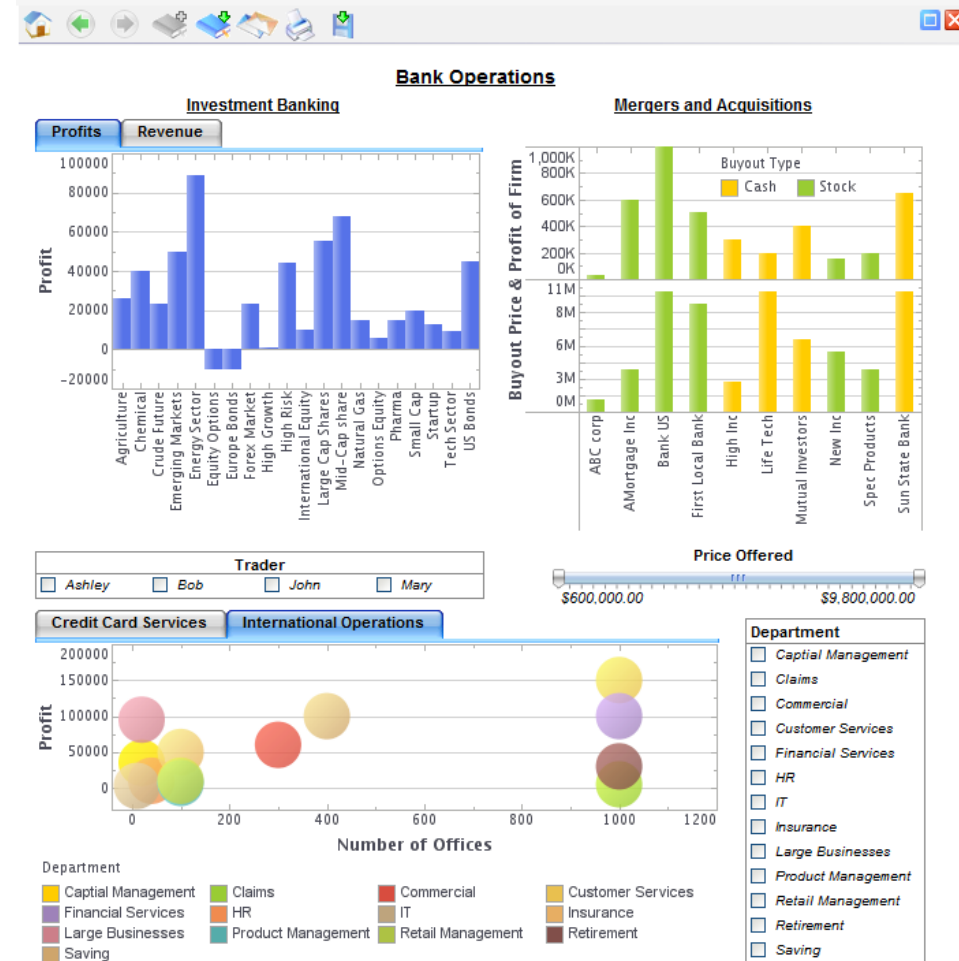 Bank Operations
Investment Banking
Mergers and Acquisitions
Profits Revenue
Profit
100000
80000
60000
40000
20000
0
-20000
Agriculture
Chemical
Crude Future
Emerging Markets
Energy Sector
Equity Options
Europe Bonds
Forex Market
High Growth
High Risk
International Equity
Large Cap Shares
Mid-Cap share
Natural Gas
Options Equity
Pharma
Small Cap
Startup
Tech Sector
US Bonds
Buyout Price & Profit of Firm
1,000K
800K
600K
400K
200K
0K
11M
8M
6M
3M
0M
Buyout Type
Cash Stock
ABC corp
AMortgage Inc
Bank US
First Local Bank
High Inc
Life Tech
Mutual Investors
New Inc
Spec Products
Sun State Bank
Trader
Ashley Bob John Mary
Price Offered
$600,000.00 $9,800,000.00
Credit Card Services International Operations
Profit
200000
150000
100000
50000
0
0 200 400 600 800 1000 1200
Number of Offices
Department
Captial Management Claims Commercial Customer Services
Financial Services HR IT Insurance
Large Businesses Product Management Retail Management Retirement
Saving
Department
Captial Management
Claims
Commercial
Customer Services
Financial Services
HR
IT
Insurance
Large Businesses
Product Management
Retail Management
Retirement
Saving